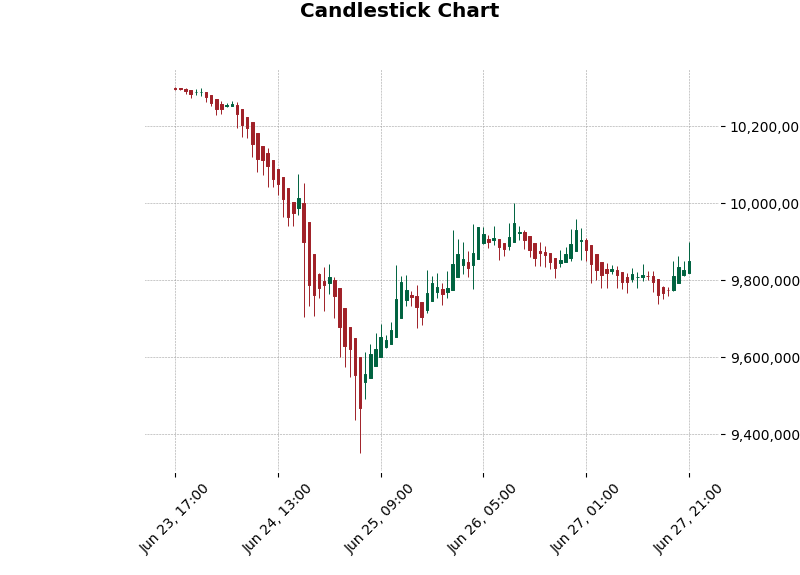 Candlestick Chart
10,200,00
10,000,00
9,800,000
9,600,000
9,400,000
Jun 23, 17:00
Jun 24, 13:00
Jun 25, 09:00
Jun 26, 05:00
Jun 27, 01:00
Jun 27, 21:00